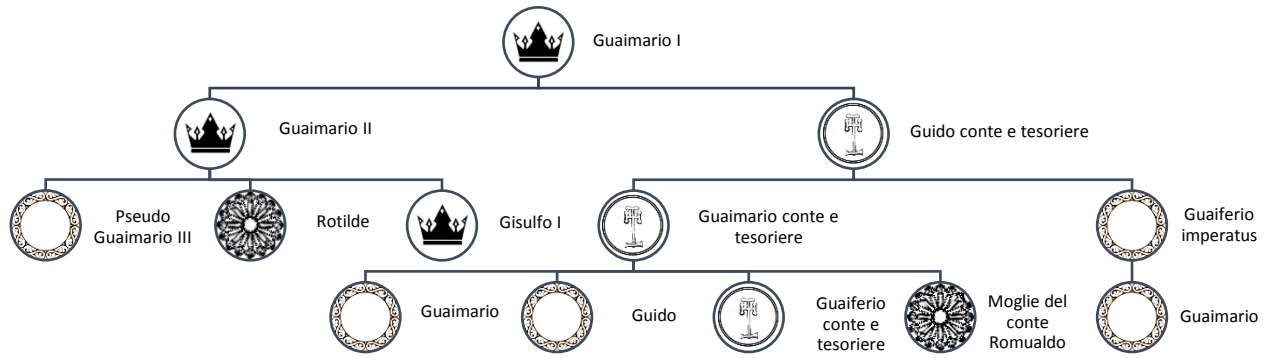 Guaimario I
Guaimario II
Guido conte e tesoriere
Pseudo
Guaimario III
Rotilde
Gisulfo I
Guaimario conte e
tesoriere
Guaiferio
imperatus
Guaimario
Guido
Guaiferio
conte e
tesoriere
Moglie del
conte
Romualdo
Guaimario